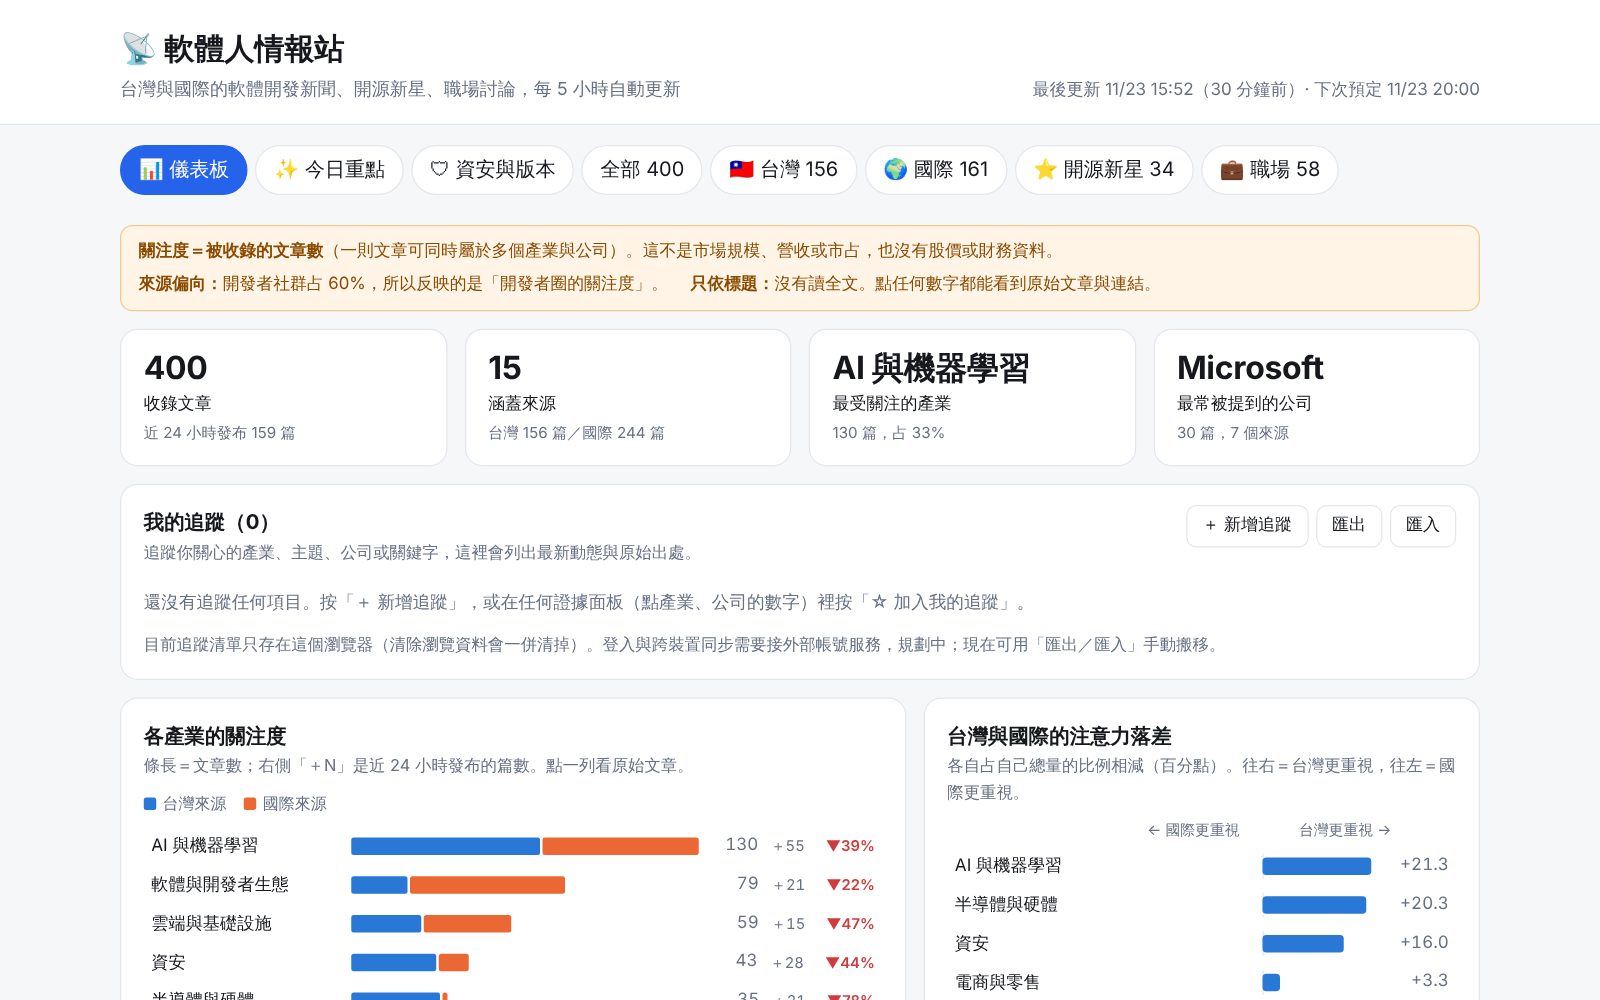 📡 軟體人情報站
台灣與國際的軟體開發新聞、開源新星、職場討論，每 5 小時自動更新
最後更新 11/23 15:52（30 分鐘前）· 下次預定 11/23 20:00
📊 儀表板
✨ 今日重點
🛡 資安與版本
全部 400
🇹🇼 台灣 156
🌍 國際 161
⭐ 開源新星 34
💼 職場 58
關注度＝被收錄的文章數（一則文章可同時屬於多個產業與公司）。這不是市場規模、營收或市占，也沒有股價或財務資料。
來源偏向：開發者社群占 60%，所以反映的是「開發者圈的關注度」。 只依標題：沒有讀全文。點任何數字都能看到原始文章與連結。
400
收錄文章
近 24 小時發布 159 篇
15
涵蓋來源
台灣 156 篇／國際 244 篇
AI 與機器學習
最受關注的產業
130 篇，占 33%
Microsoft
最常被提到的公司
30 篇，7 個來源
我的追蹤（0）
追蹤你關心的產業、主題、公司或關鍵字，這裡會列出最新動態與原始出處。
＋ 新增追蹤
匯出
匯入
還沒有追蹤任何項目。按「＋ 新增追蹤」，或在任何證據面板（點產業、公司的數字）裡按「☆ 加入我的追蹤」。
目前追蹤清單只存在這個瀏覽器（清除瀏覽資料會一併清掉）。登入與跨裝置同步需要接外部帳號服務，規劃中；現在可用「匯出／匯入」手動搬移。
各產業的關注度
條長＝文章數；右側「＋N」是近 24 小時發布的篇數。點一列看原始文章。
台灣來源 國際來源
AI 與機器學習 130 ＋55 ▼39%
軟體與開發者生態 79 ＋21 ▼22%
雲端與基礎設施 59 ＋15 ▼47%
資安 43 ＋28 ▼44%
半導體與硬體 35 ＋21 ▼78%
台灣與國際的注意力落差
各自占自己總量的比例相減（百分點）。往右＝台灣更重視，往左＝國
際更重視。
← 國際更重視 台灣更重視 →
AI 與機器學習 +21.3
半導體與硬體 +20.3
資安 +16.0
電商與零售 +3.3